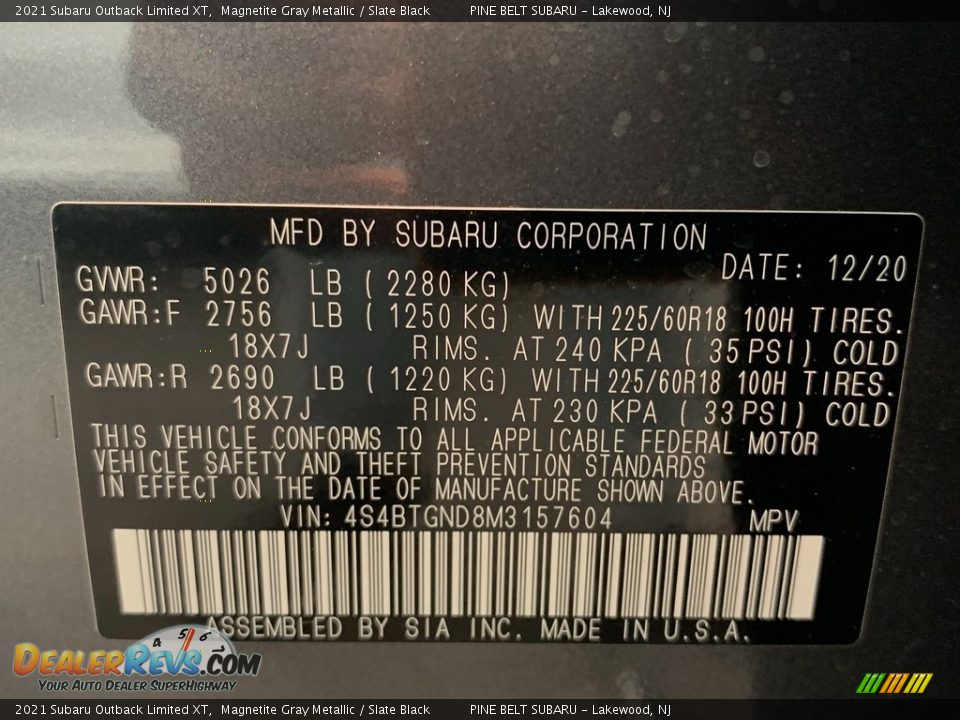 2021 Subaru Outback Limited XT, Magnetite Gray Metallic / Slate Black PINE BELT SUBARU - Lakewood, NJ
MFD BY SUBARU CORPORATION
DATE: 12/20
GVWR: 5026 LB ( 2280 KG)
GAWR:F 2756 LB ( 1250 KG) WITH 225/60R18 100H TIRES.
18X7J RIMS. AT 240 KPA ( 35 PSI) COLD
GAWR:R 2690 LB ( 1220 KG) WITH 225/60R18 100H TIRES.
18X7J RIMS. AT 230 KPA ( 33 PSI) COLD
THIS VEHICLE CONFORMS TO ALL APPLICABLE FEDERAL MOTOR
VEHICLE SAFETY AND THEFT PREVENTION STANDARDS
IN EFFECT ON THE DATE OF MANUFACTURE SHOWN ABOVE.
VIN: 4S4BTGND8M3157604 MPV
ASSEMBLED BY SIA INC. MADE IN U.S.A.
4 5 6 7
DEALERREVS.COM
YOUR AUTO DEALER SUPERHIGHWAY
2021 Subaru Outback Limited XT, Magnetite Gray Metallic / Slate Black PINE BELT SUBARU - Lakewood, NJ